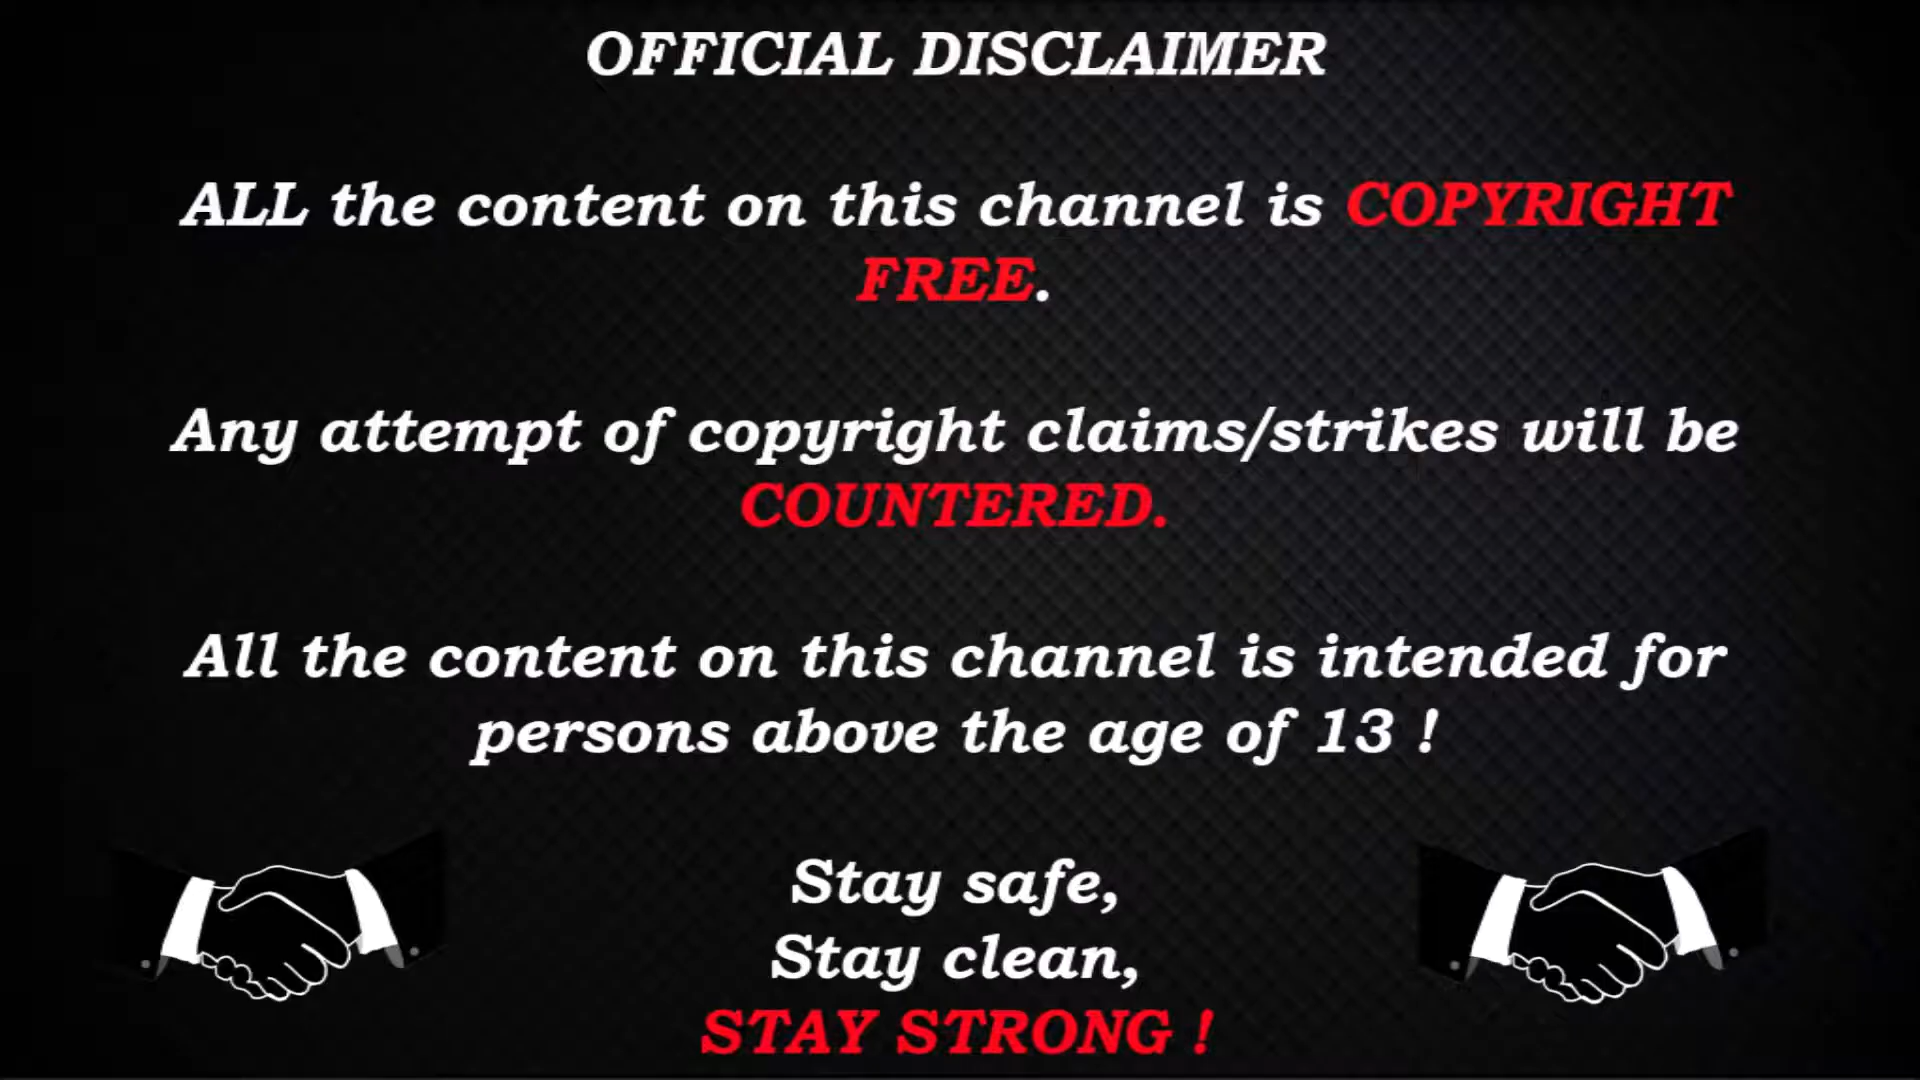 OFFICIAL DISCLAIMER
ALL the content on this channel is COPYRIGHT
FREE.
Any attempt of copyright claims/strikes will be
COUNTERED.
All the content on this channel is intended for
persons above the age of 13 !
Stay safe,
Stay clean,
STAY STRONG !